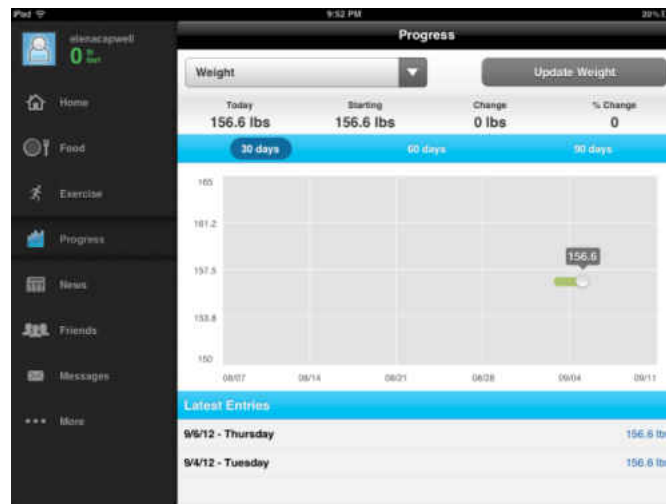 iPad 9:52 PM 20%
elenacapwell
0
Home
Food
Exercise
Progress
News
Friends
Messages
More
Progress
Weight
Update Weight
Today Starting Change % Change
156.6 lbs 156.6 lbs 0 lbs 0
30 days 60 days 90 days
165
161.2
157.5
153.8
150
156.6
08/07 08/14 08/21 08/28 09/04 09/11
Latest Entries
9/6/12 - Thursday 156.6 lbs
9/4/12 - Tuesday 156.6 lbs